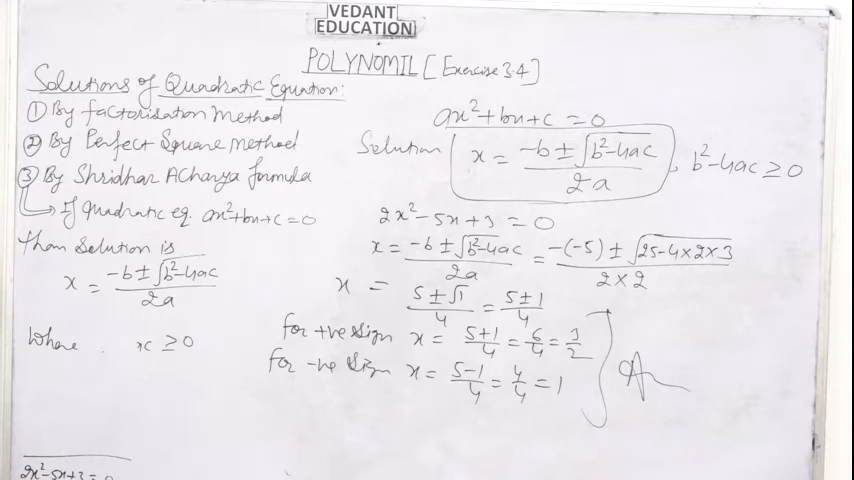 VEDANT
EDUCATION
POLYNOMIL [Exercise 3.4]
Solutions of Quadratic Equation:
① By factorisation Method
② By Perfect Square Method
③ By Shridhar Acharya formula
→ If Quadratic eq. ax²+bx+c=0
then Solution is
x = (-b ± √(b²-4ac))/(2a)
Where x ≥ 0
2x²-5x+3=0
ax²+bx+c=0
Solution x = (-b ± √(b²-4ac))/(2a), b²-4ac ≥ 0
2x²-5x+3=0
x = (-b ± √(b²-4ac))/(2a) = (-(-5) ± √(25-4×2×3))/(2×2)
x = (5 ± √1)/4 = (5±1)/4
for +ve Sign x = (5+1)/4 = 6/4 = 3/2
for -ve Sign x = (5-1)/4 = 4/4 = 1